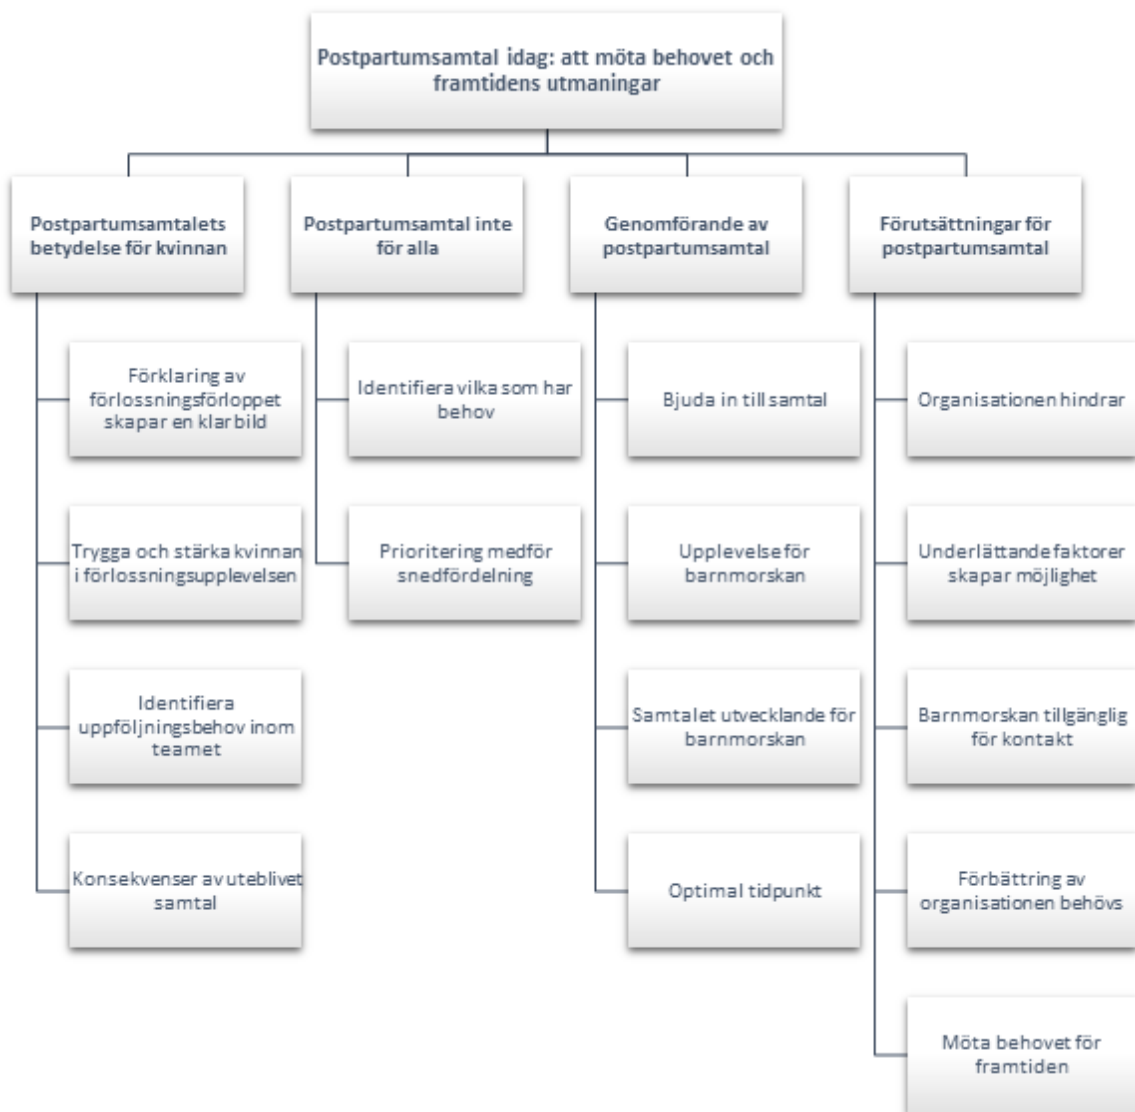 Postpartumsamtal idag: att möta behovet och
framtidens utmaningar
Postpartumsamtalets
betydelse för kvinnan
Förklaring av
förlossningsförloppet
skapar en klar bild
Trygga och stärka kvinnan
i förlossningsupplevelsen
Identifiera
uppföljningsbehov inom
teamet
Konsekvenser av uteblivet
samtal
Postpartumsamtal inte
för alla
Identifiera vilka som har
behov
Prioritering medför
snedfördelning
Genomförande av
postpartumsamtal
Bjuda in till samtal
Upplevelse för
barnmorskan
Samtalet utvecklande för
barnmorskan
Optimal tidpunkt
Förutsättningar för
postpartumsamtal
Organisationen hindrar
Underlättande faktorer
skapar möjlighet
Barnmorskan tillgänglig
för kontakt
Förbättring av
organisationen behövs
Möta behovet för
framtiden